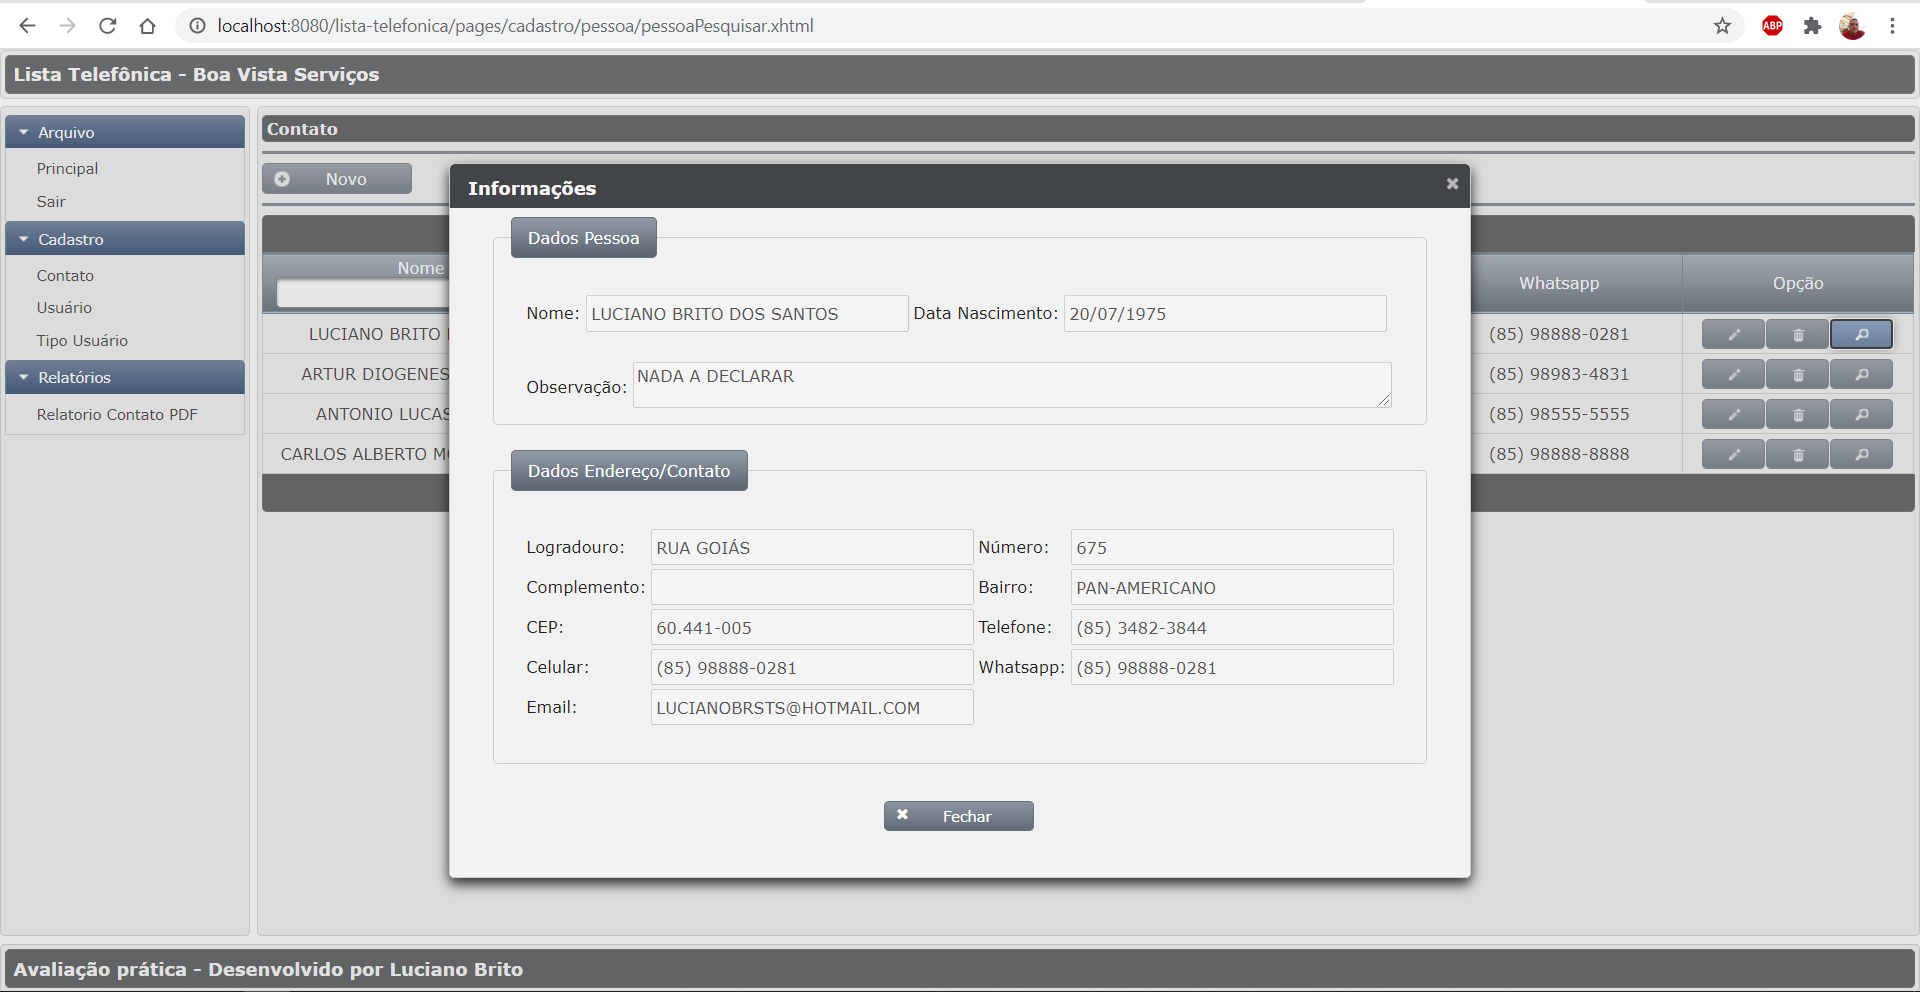 localhost:8080/lista-telefonica/pages/cadastro/pessoa/pessoaPesquisar.xhtml
ABP
Lista Telefônica - Boa Vista Serviços
Arquivo
Principal
Sair
Cadastro
Contato
Usuário
Tipo Usuário
Relatórios
Relatorio Contato PDF
Contato
Novo
Nome
Whatsapp
Opção
LUCIANO BRITO
(85) 98888-0281
ARTUR DIOGENES
(85) 98983-4831
ANTONIO LUCAS
(85) 98555-5555
CARLOS ALBERTO
(85) 98888-8888
Informações
Dados Pessoa
Nome: LUCIANO BRITO DOS SANTOS Data Nascimento: 20/07/1975
Observação: NADA A DECLARAR
Dados Endereço/Contato
Logradouro: RUA GOIÁS Número: 675
Complemento: Bairro: PAN-AMERICANO
CEP: 60.441-005 Telefone: (85) 3482-3844
Celular: (85) 98888-0281 Whatsapp: (85) 98888-0281
Email: LUCIANOBRSTS@HOTMAIL.COM
Fechar
Avaliação prática - Desenvolvido por Luciano Brito